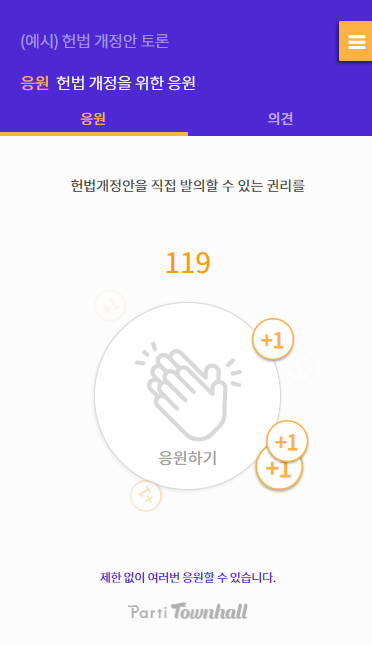 (예시) 헌법 개정안 토론
응원 헌법 개정을 위한 응원
응원 의견
헌법개정안을 직접 발의할 수 있는 권리를
119
+1
+1
+1
+1
응원하기
제한 없이 여러번 응원할 수 있습니다.
Parti Townhall